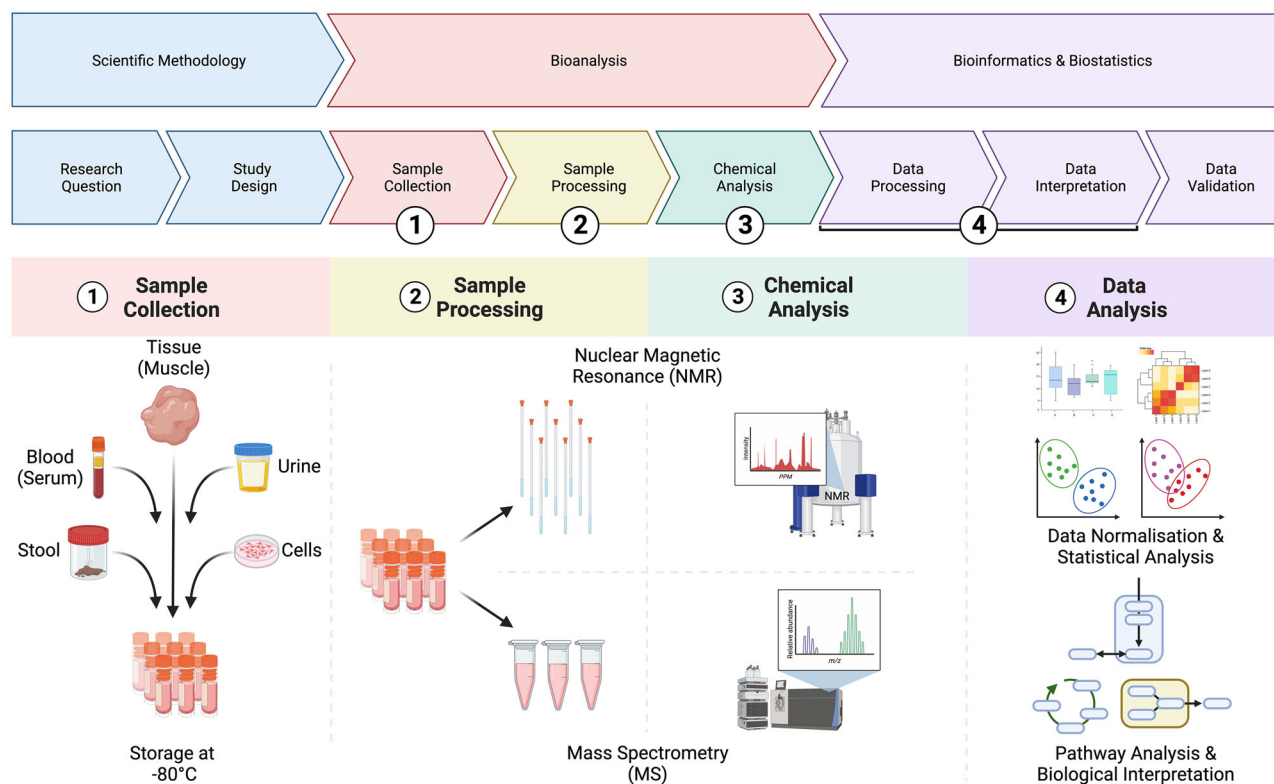 Scientific Methodology
Bioanalysis
Bioinformatics & Biostatistics
Research
Question
Study
Design
Sample
Collection
Sample
Processing
Chemical
Analysis
Data
Processing
Data
Interpretation
Data
Validation
1
2
3
4
1
Sample
Collection
2
Sample
Processing
3
Chemical
Analysis
4
Data
Analysis
Tissue
(Muscle)
Blood
(Serum)
Urine
Stool
Cells
Storage at
-80°C
Nuclear Magnetic
Resonance (NMR)
Intensity
PPM
NMR
Relative abundance
m/z
Mass Spectrometry
(MS)
Data Normalisation &
Statistical Analysis
Pathway Analysis &
Biological Interpretation